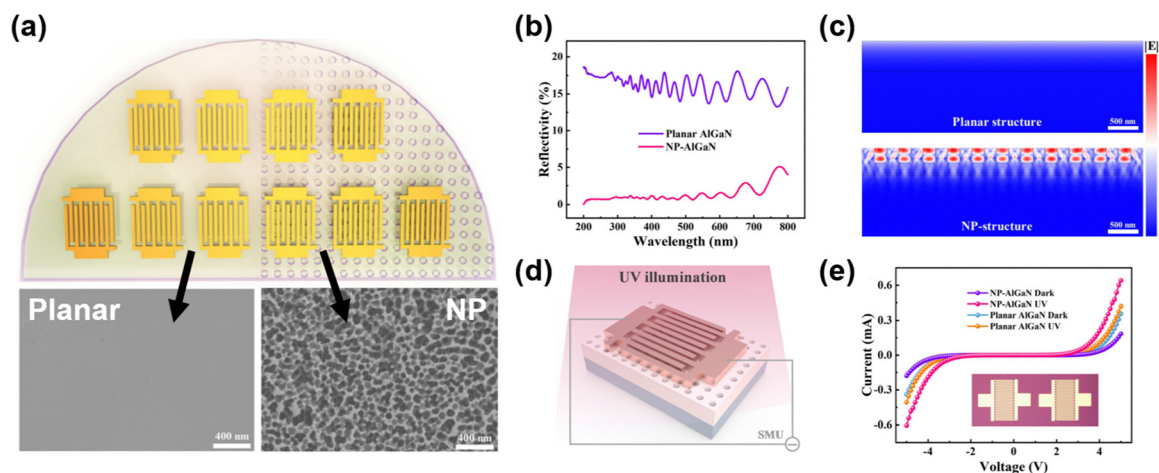 (a)
Planar
400 nm
NP
400 nm
(b)
20
15
10
5
0
Reflectivity (%)
Planar AlGaN
NP-AlGaN
200 300 400 500 600 700 800
Wavelength (nm)
(c)
|E|
Planar structure
500 nm
NP-structure
500 nm
(d)
UV illumination
SMU
(e)
0.6
0.3
0.0
-0.3
-0.6
Current (mA)
NP-AlGaN Dark
NP-AlGaN UV
Planar AlGaN Dark
Planar AlGaN UV
-4 -2 0 2 4
Voltage (V)